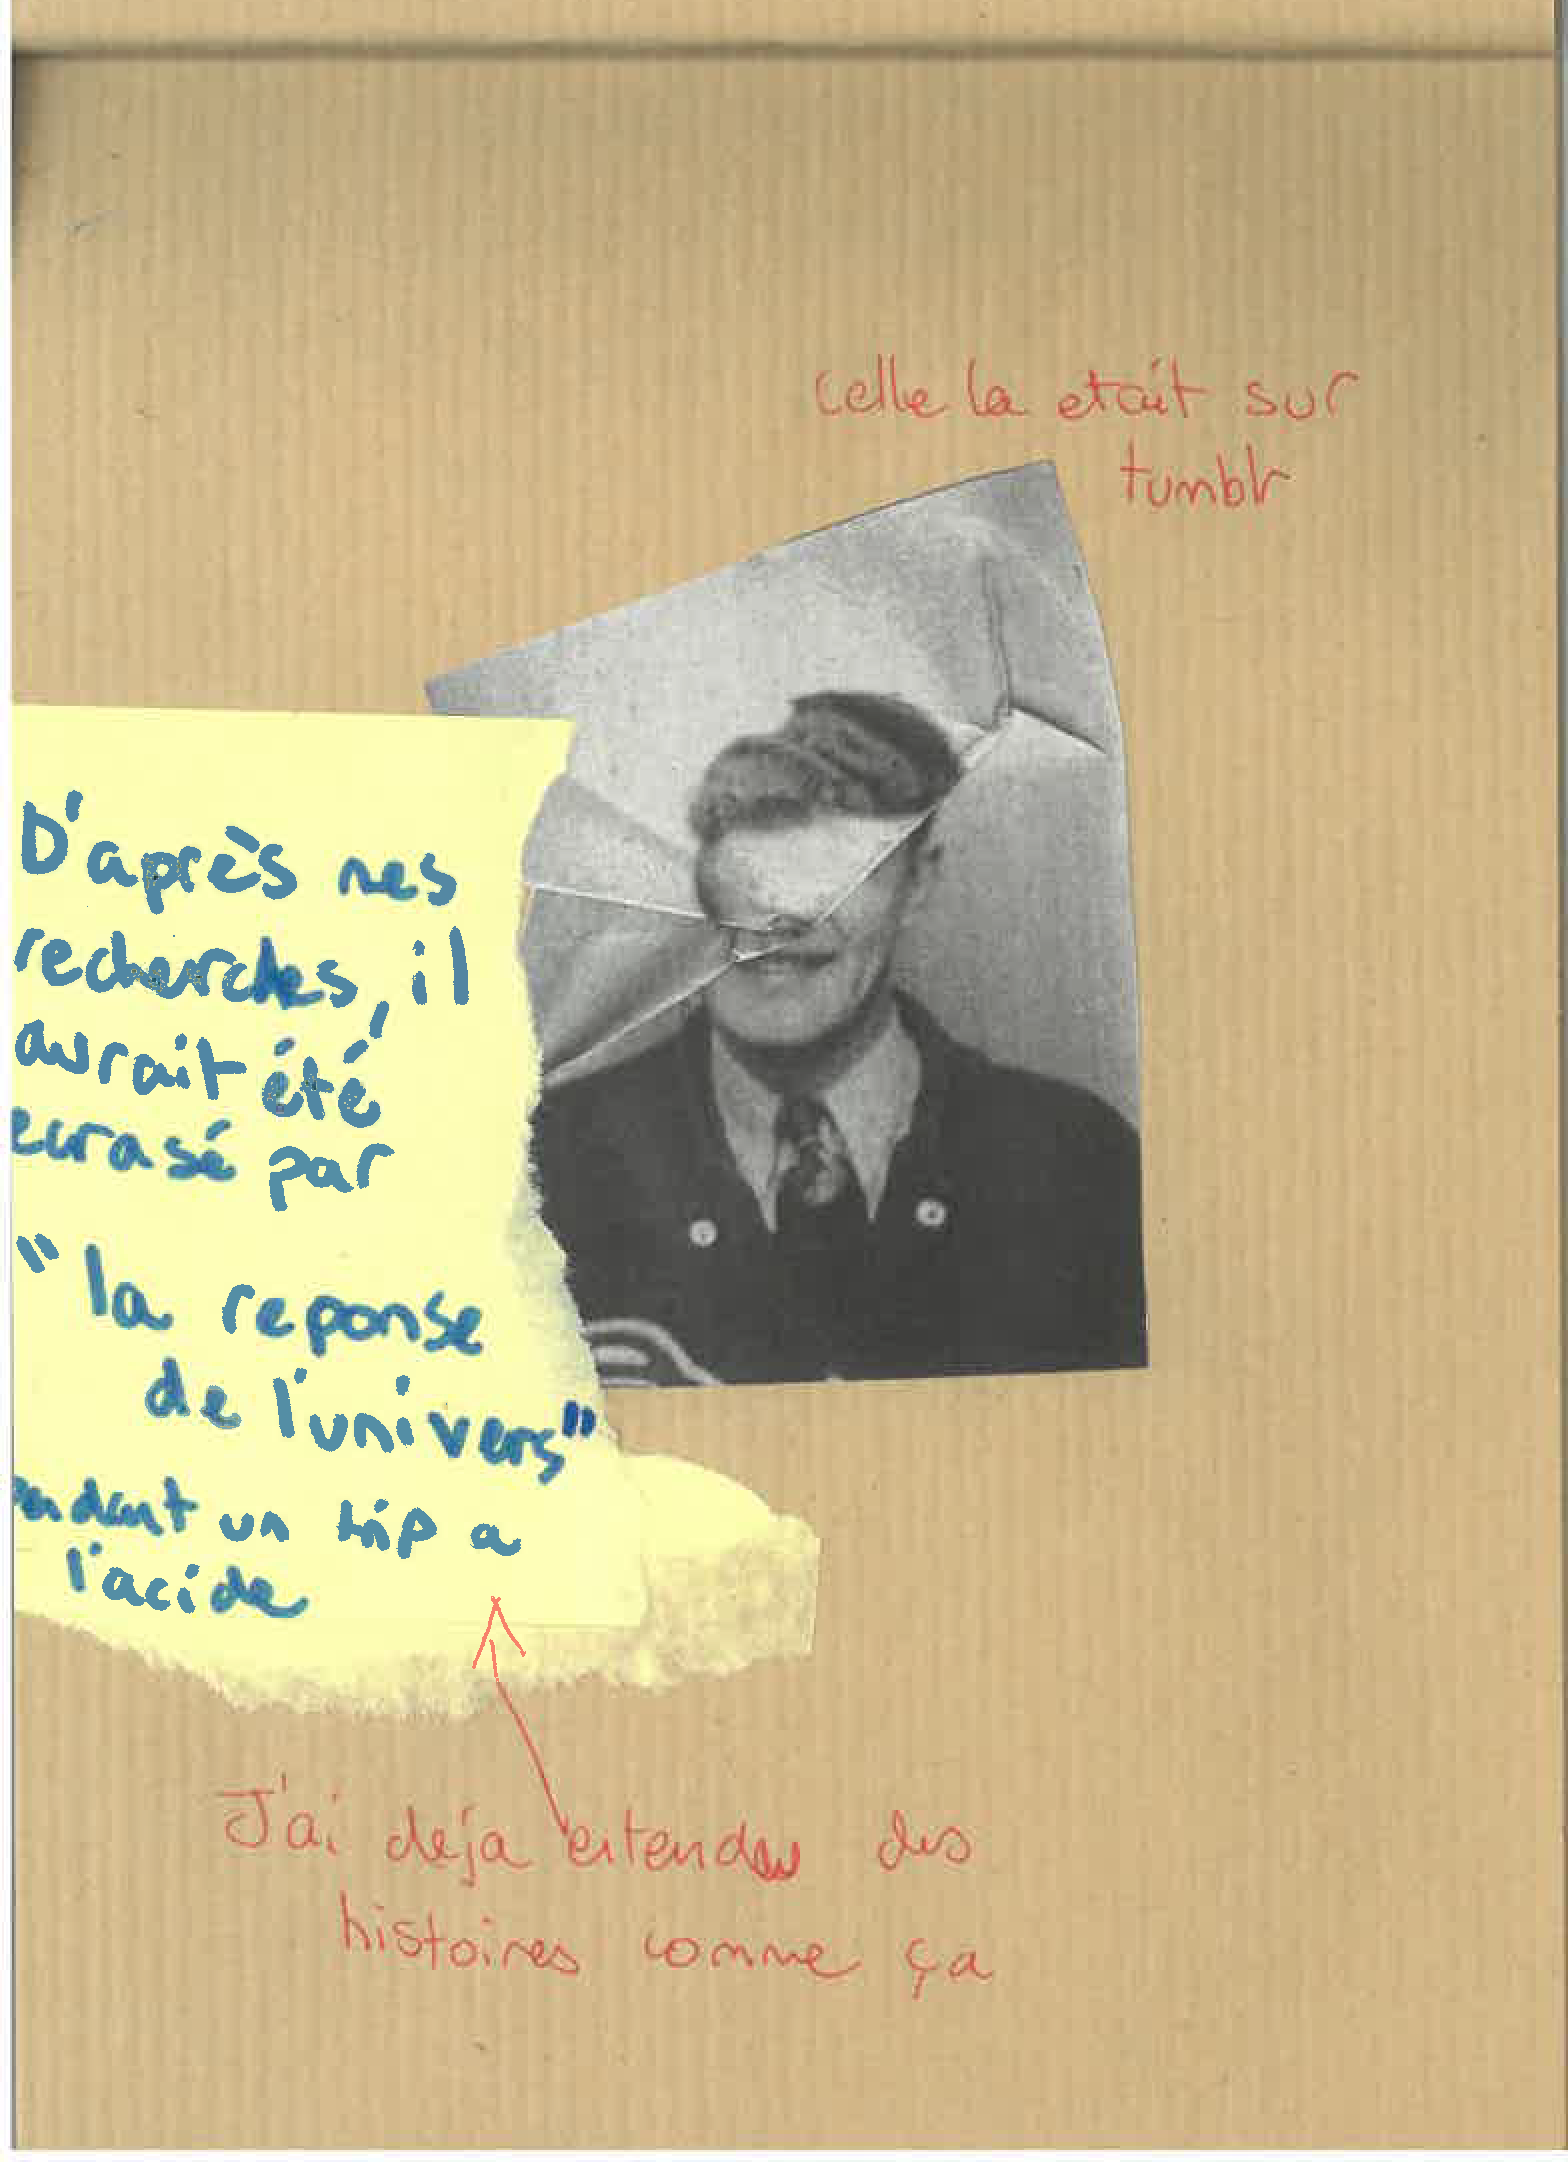 celle la etait sur
tumblr
D'après mes
recherches, il
aurait été
ecrasé par
"la reponse
de l'univers"
pendant un trip a
l'acide
J'ai deja entendu des
histoires comme ça